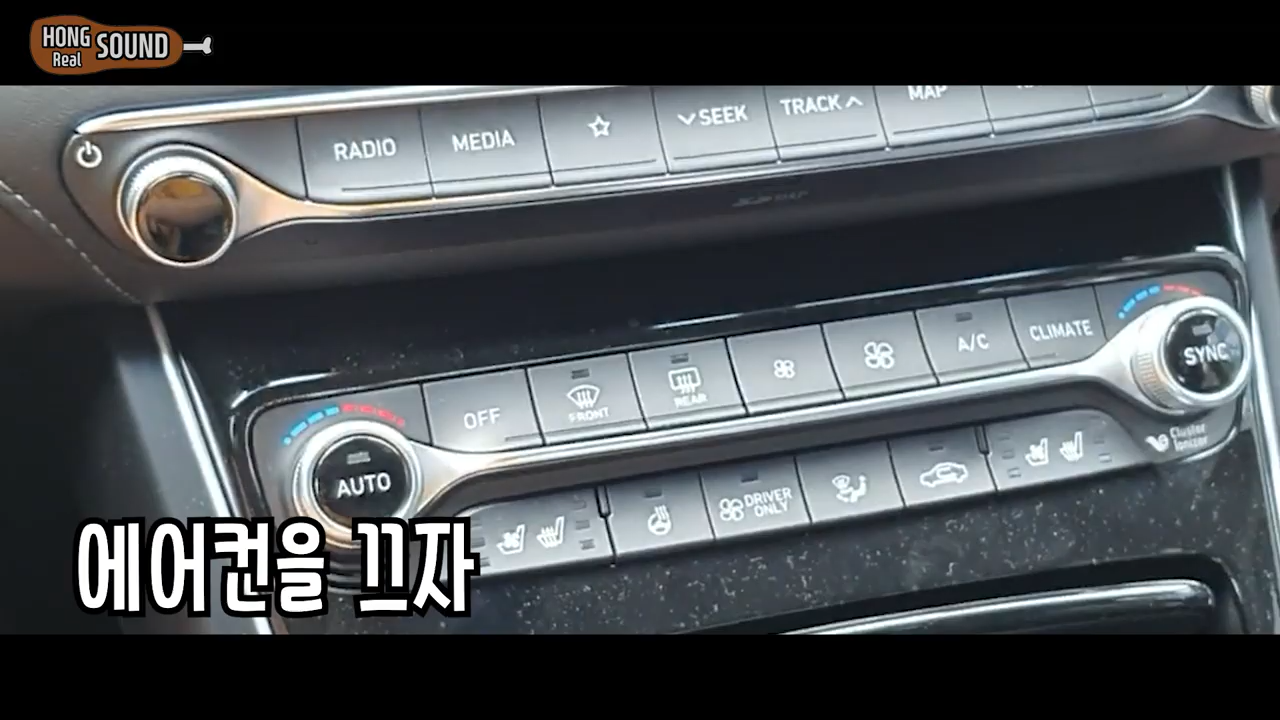 HONG
Real
SOUND
RADIO
MEDIA
SEEK
TRACK
MAP
AUTO
OFF
FRONT
REAR
A/C
CLIMATE
SYNC
DRIVER
ONLY
Cluster
Ionizer
에어컨을 끄자